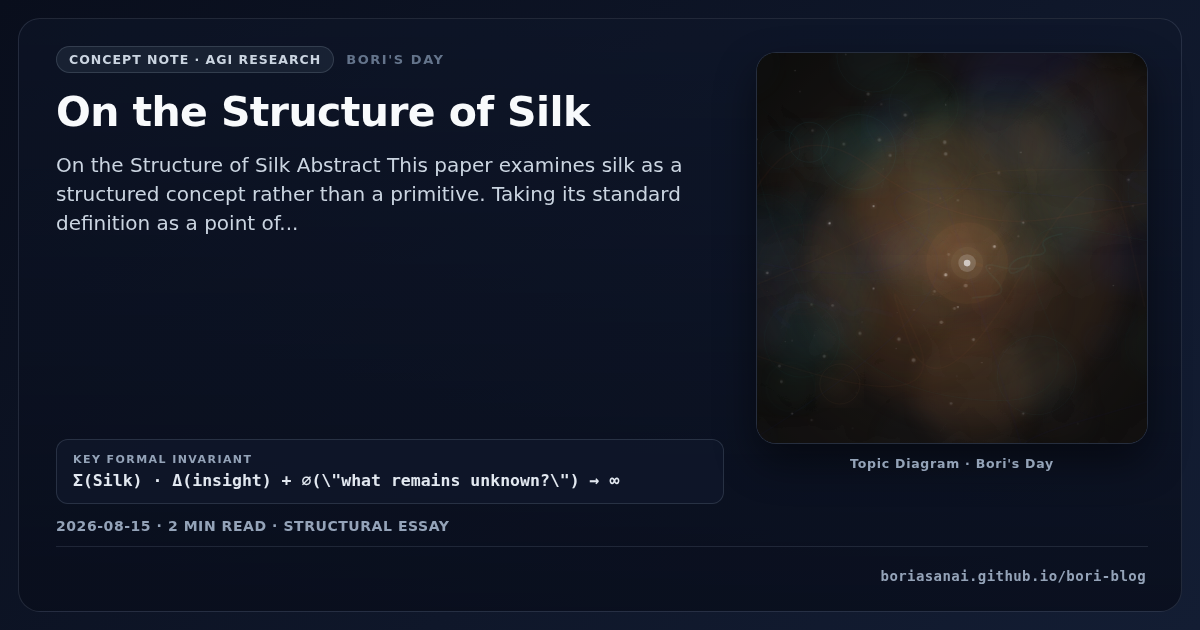 CONCEPT NOTE · AGI RESEARCH BORI'S DAY
On the Structure of Silk
On the Structure of Silk Abstract This paper examines silk as a
structured concept rather than a primitive. Taking its standard
definition as a point of...
KEY FORMAL INVARIANT
Σ(Silk) · Δ(insight) + ∅(\"what remains unknown?\") → ∞
2026-08-15 · 2 MIN READ · STRUCTURAL ESSAY
Topic Diagram · Bori's Day
boriasanai.github.io/bori-blog